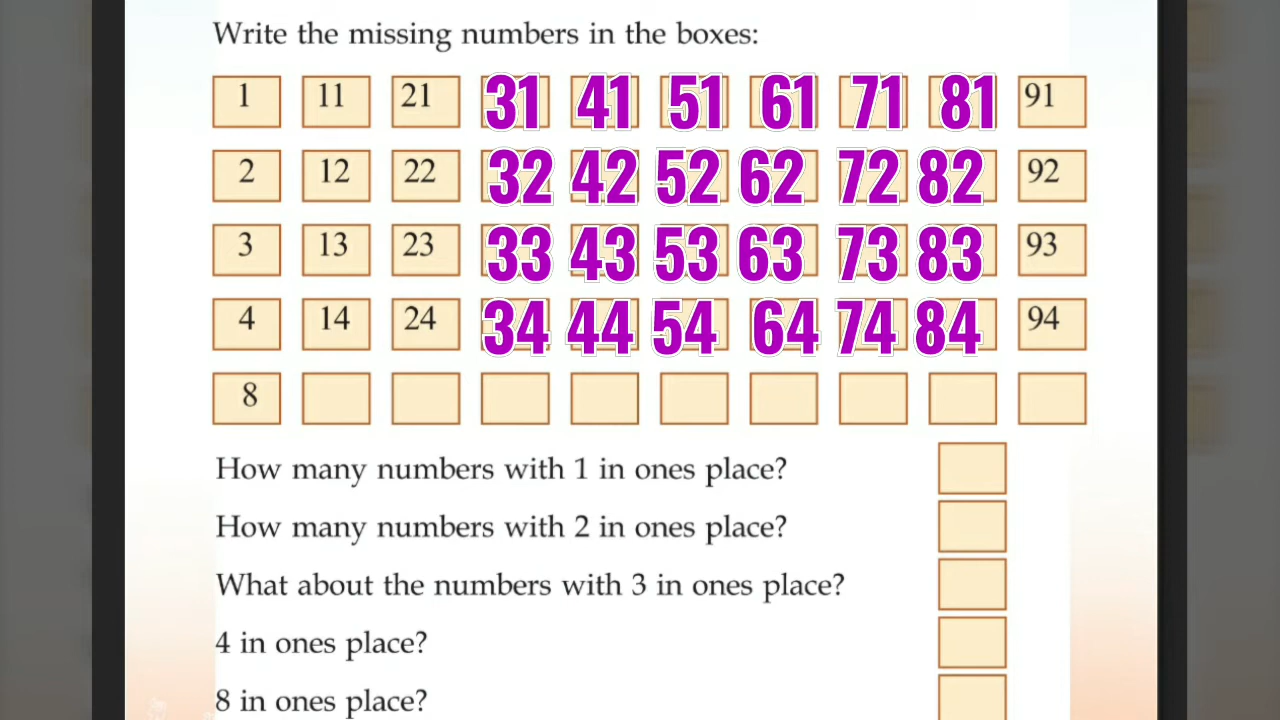 Write the missing numbers in the boxes:
1 11 21 31 41 51 61 71 81 91
2 12 22 32 42 52 62 72 82 92
3 13 23 33 43 53 63 73 83 93
4 14 24 34 44 54 64 74 84 94
8
How many numbers with 1 in ones place?
How many numbers with 2 in ones place?
What about the numbers with 3 in ones place?
4 in ones place?
8 in ones place?